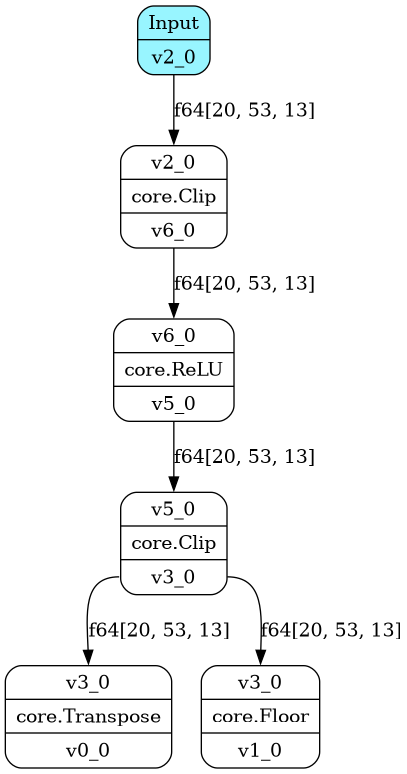 Input
v2_0
f64[20, 53, 13]
v2_0
core.Clip
v6_0
f64[20, 53, 13]
v6_0
core.ReLU
v5_0
f64[20, 53, 13]
v5_0
core.Clip
v3_0
f64[20, 53, 13]
f64[20, 53, 13]
v3_0
core.Transpose
v0_0
v3_0
core.Floor
v1_0